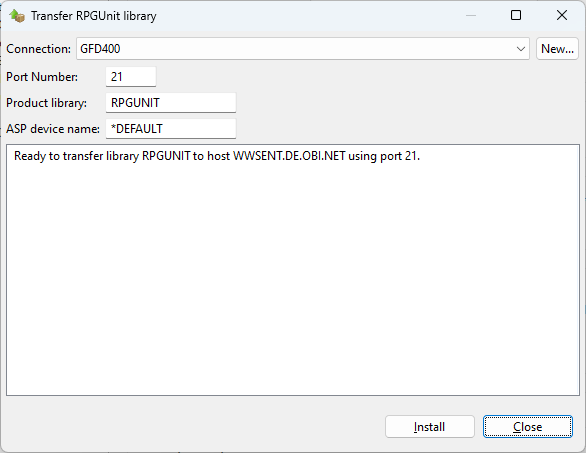 Transfer RPGUnit library
Connection: GFD400 New...
Port Number: 21
Product library: RPGUNIT
ASP device name: *DEFAULT
Ready to transfer library RPGUNIT to host WWSENT.DE.OBI.NET using port 21.
Install Close